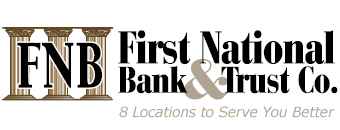 FNB
First National
Bank & Trust Co.
8 Locations to Serve You Better